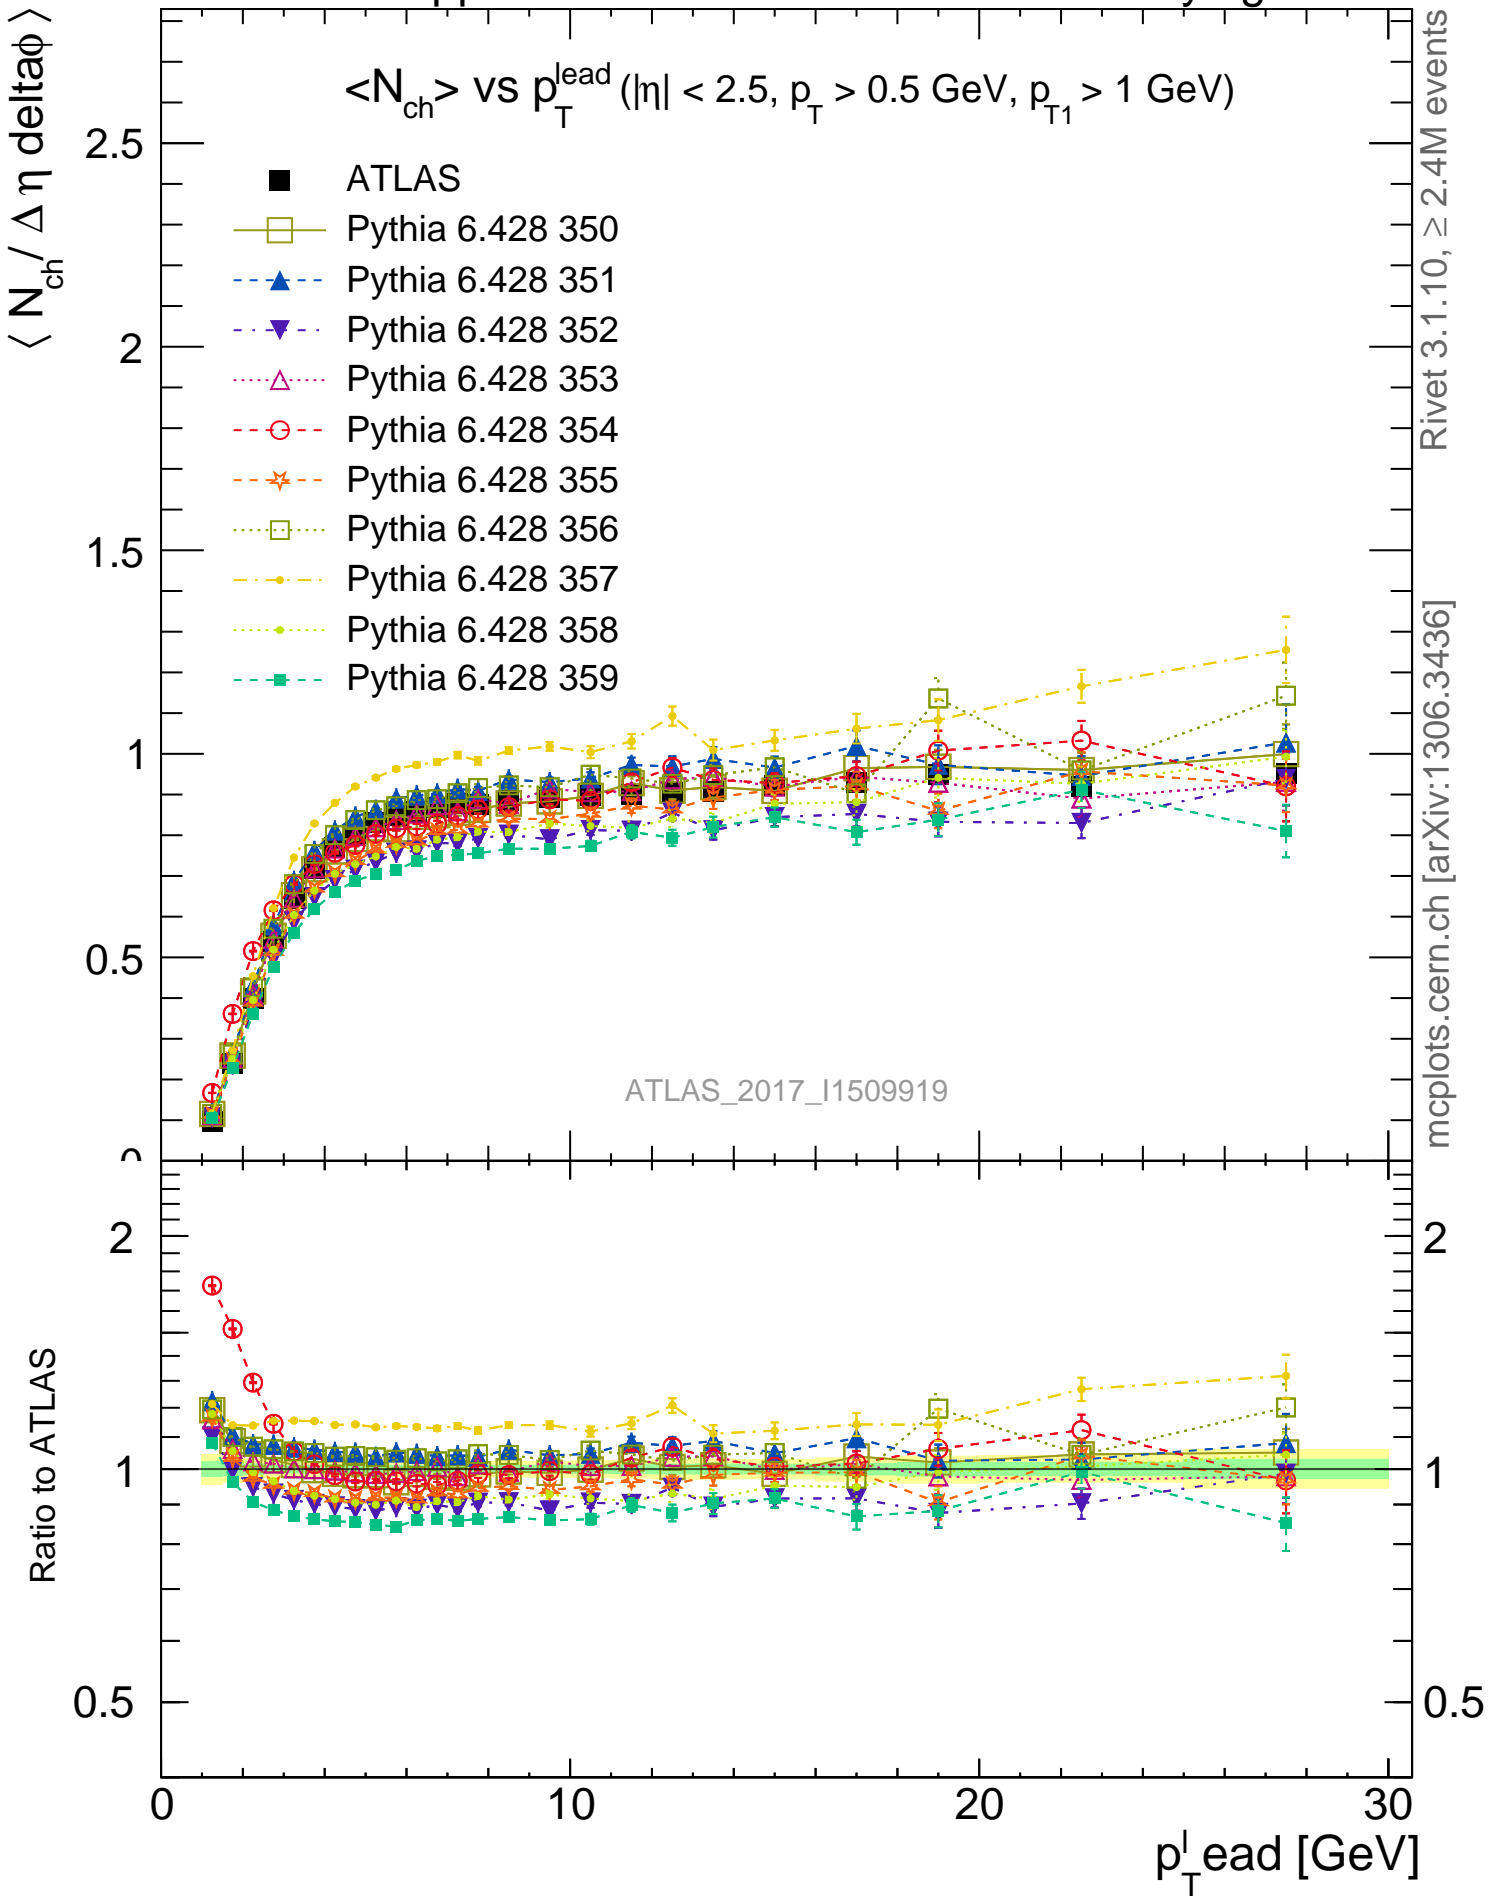 <N_ch> vs p_T^lead (|η| < 2.5, p_T > 0.5 GeV, p_T1 > 1 GeV)
⟨ N_ch / Δ η deltaφ ⟩
ATLAS
Pythia 6.428 350
Pythia 6.428 351
Pythia 6.428 352
Pythia 6.428 353
Pythia 6.428 354
Pythia 6.428 355
Pythia 6.428 356
Pythia 6.428 357
Pythia 6.428 358
Pythia 6.428 359
2.5
2
1.5
1
0.5
0
ATLAS_2017_I1509919
Rivet 3.1.10, ≥ 2.4M events
mcplots.cern.ch [arXiv:1306.3436]
Ratio to ATLAS
2
1
0.5
2
1
0.5
0
10
20
30
p_T^lead [GeV]